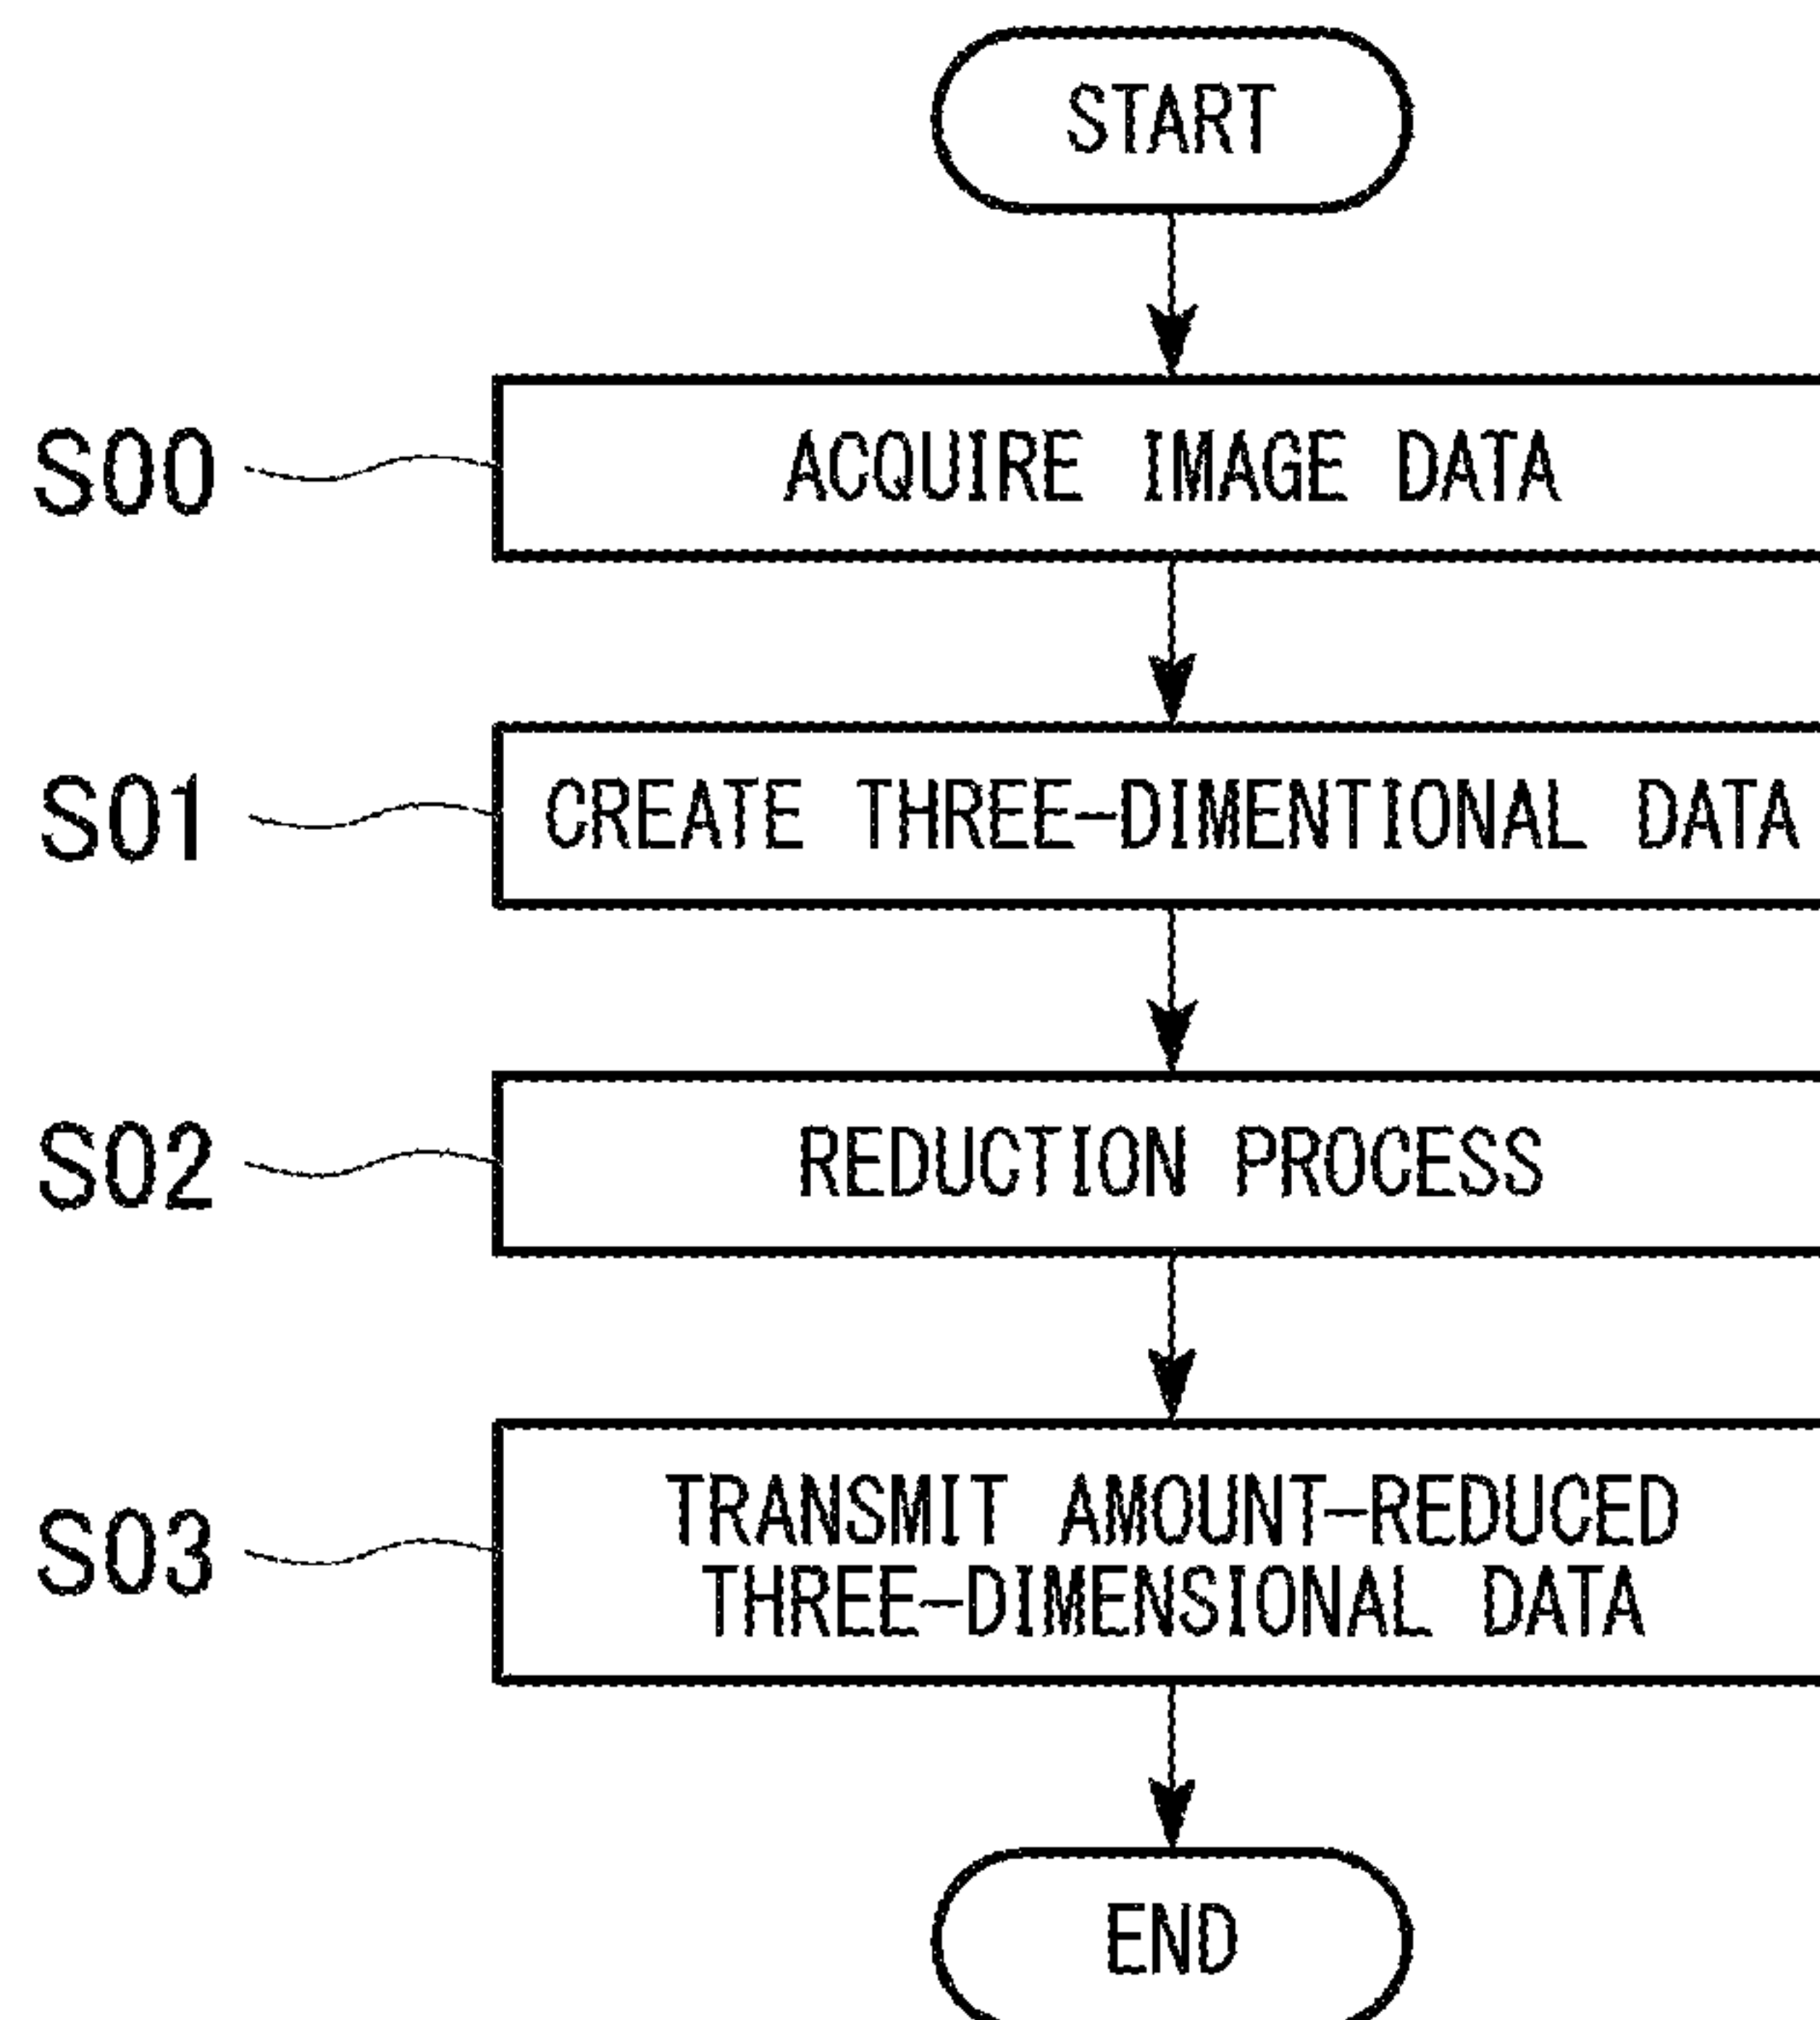 START
S00
ACQUIRE IMAGE DATA
S01
CREATE THREE-DIMENTIONAL DATA
S02
REDUCTION PROCESS
S03
TRANSMIT AMOUNT-REDUCED
THREE-DIMENSIONAL DATA
END